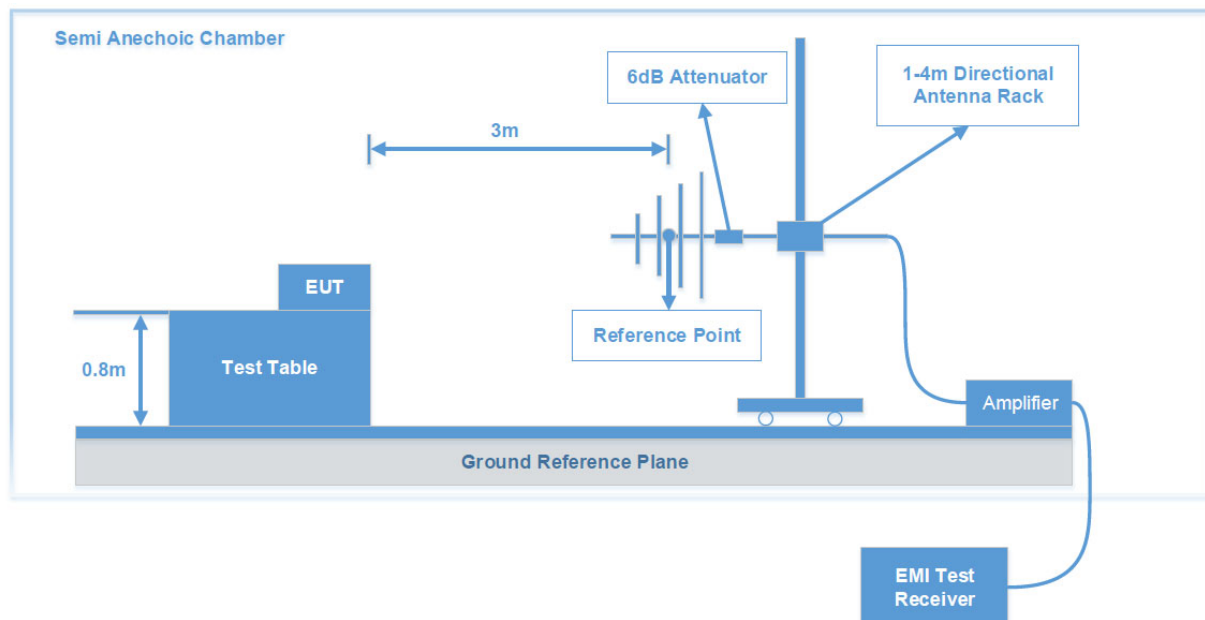 Semi Anechoic Chamber
6dB Attenuator
1-4m Directional
Antenna Rack
3m
EUT
Reference Point
0.8m
Test Table
Amplifier
Ground Reference Plane
EMI Test
Receiver